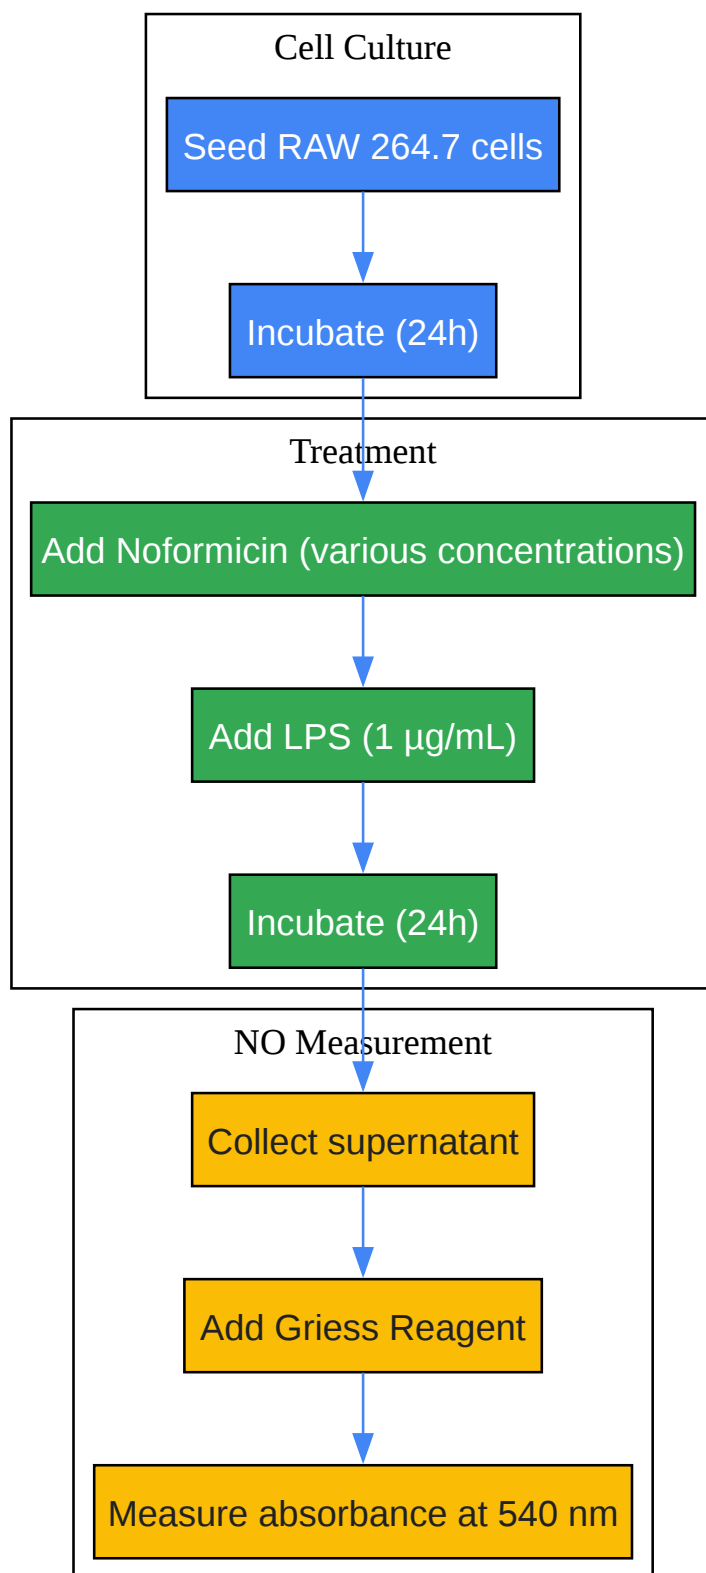 Cell Culture
Seed RAW 264.7 cells
Incubate (24h)
Treatment
Add Noformicin (various concentrations)
Add LPS (1 µg/mL)
Incubate (24h)
NO Measurement
Collect supernatant
Add Griess Reagent
Measure absorbance at 540 nm